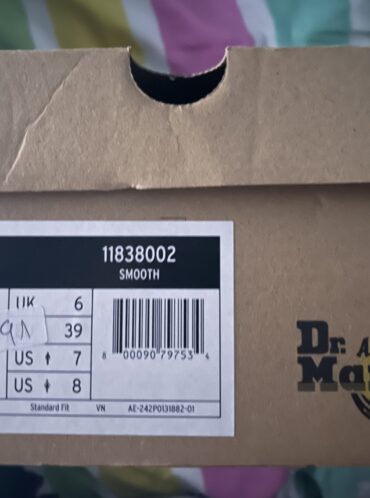 11838002
SMOOTH
UK 6
39
US 7
US 8
8 00090 79753 4
Standard Fit VN AE-242P0131882-01
Dr. A
Ma